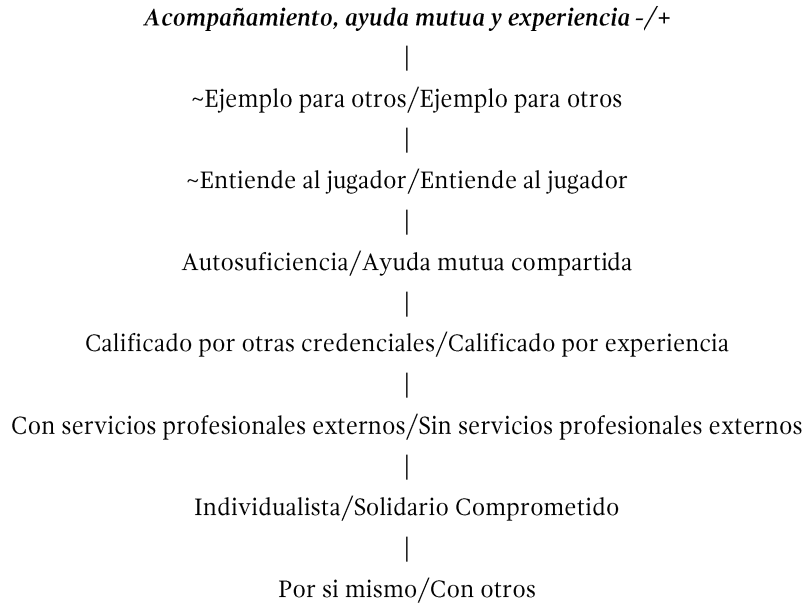 Acompañamiento, ayuda mutua y experiencia -/+
|
~Ejemplo para otros/Ejemplo para otros
|
~Entiende al jugador/Entiende al jugador
|
Autosuficiencia/Ayuda mutua compartida
|
Calificado por otras credenciales/Calificado por experiencia
|
Con servicios profesionales externos/Sin servicios profesionales externos
|
Individualista/Solidario Comprometido
|
Por si mismo/Con otros